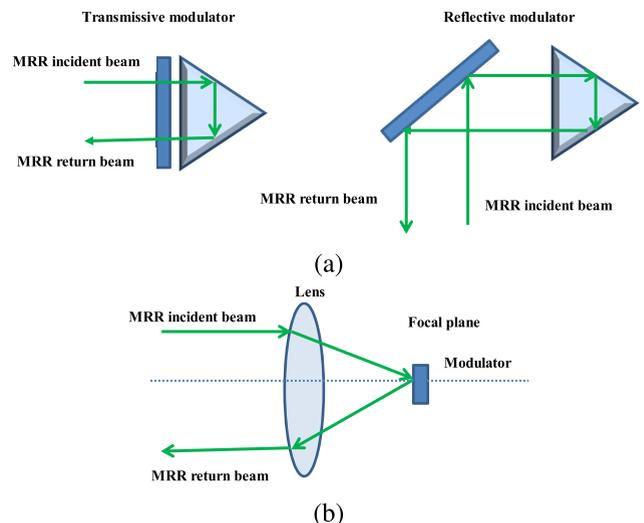 Transmissive modulator
Reflective modulator
MRR incident beam
MRR return beam
MRR return beam
MRR incident beam
(a)
Lens
MRR incident beam
Focal plane
Modulator
MRR return beam
(b)